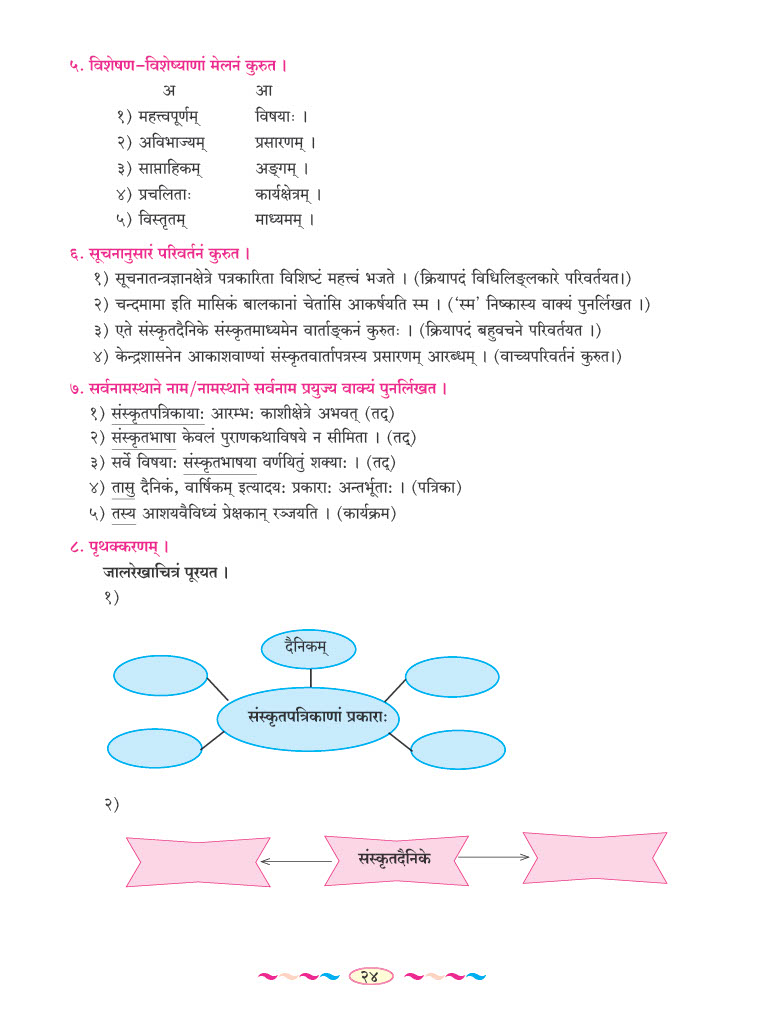 ५. विशेषण–विशेष्याणां मेलनं कुरुत ।
अ आ
१) महत्त्वपूर्णम् विषयाः ।
२) अविभाज्यम् प्रसारणम् ।
३) साप्ताहिकम् अङ्गम् ।
४) प्रचलिताः कार्यक्षेत्रम् ।
५) विस्तृतम् माध्यमम् ।
६. सूचनानुसारं परिवर्तनं कुरुत ।
१) सूचनातन्त्रज्ञानक्षेत्रे पत्रकारिता विशिष्टं महत्त्वं भजते । (क्रियापदं विधिलिङ्लकारे परिवर्तयत।)
२) चन्दमामा इति मासिकं बालकानां चेतांसि आकर्षयति स्म । (‘स्म’ निष्कास्य वाक्यं पुनर्लिखत ।)
३) एते संस्कृतदैनिके संस्कृतमाध्यमेन वार्ताङ्कनं कुरुतः । (क्रियापदं बहुवचने परिवर्तयत ।)
४) केन्द्रशासनेन आकाशवाण्यां संस्कृतवार्तापत्रस्य प्रसारणम् आरब्धम् । (वाच्यपरिवर्तनं कुरुत।)
७. सर्वनामस्थाने नाम/नामस्थाने सर्वनाम प्रयुज्य वाक्यं पुनर्लिखत ।
१) संस्कृतपत्रिकायाः आरम्भः काशीक्षेत्रे अभवत् (तद्)
२) संस्कृतभाषा केवलं पुराणकथाविषये न सीमिता । (तद्)
३) सर्वे विषयाः संस्कृतभाषया वर्णयितुं शक्याः । (तद्)
४) तासु दैनिकं, वार्षिकम् इत्यादयः प्रकाराः अन्तर्भूताः । (पत्रिका)
५) तस्य आशयवैविध्यं प्रेक्षकान् रञ्जयति । (कार्यक्रम)
८. पृथक्करणम् ।
जालरेखाचित्रं पूरयत ।
१)
दैनिकम्
संस्कृतपत्रिकाणां प्रकाराः
२)
संस्कृतदैनिके
२४